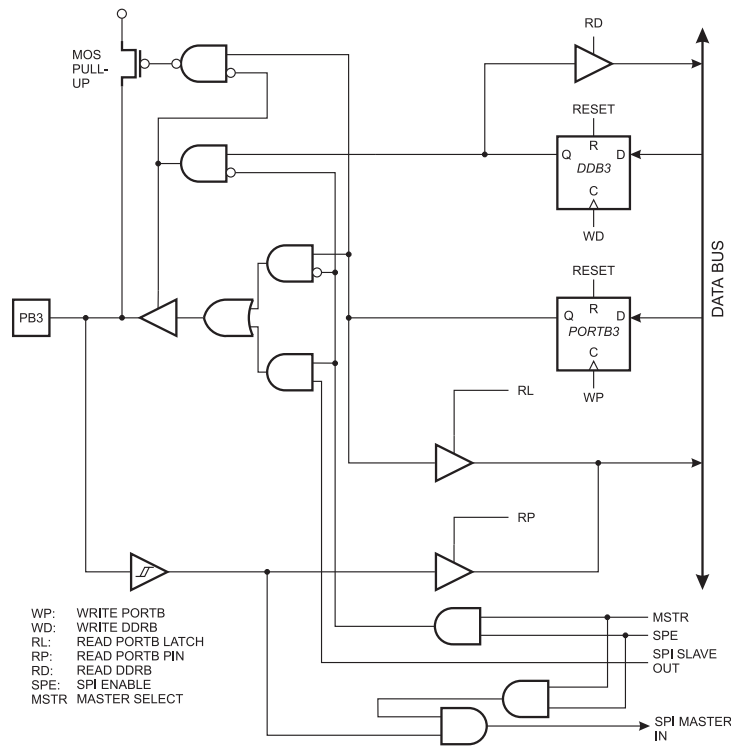 RD
MOS
PULL-
UP
RESET
R
Q
D
DDB3
C
WD
DATA BUS
RESET
R
Q
D
PORTB3
C
WP
PB3
RL
RP
WP: WRITE PORTB
WD: WRITE DDRB
RL: READ PORTB LATCH
RP: READ PORTB PIN
RD: READ DDRB
SPE: SPI ENABLE
MSTR MASTER SELECT
MSTR
SPE
SPI SLAVE
OUT
SPI MASTER
IN